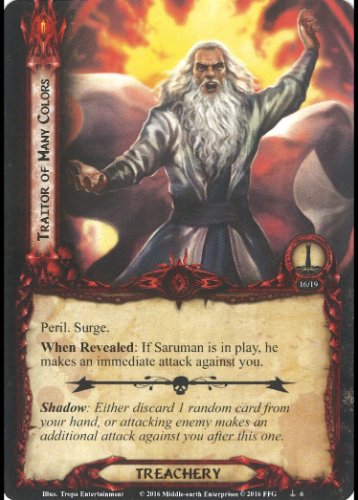 TRAITOR OF MANY COLORS
16/19
Peril. Surge.
When Revealed: If Saruman is in play, he
makes an immediate attack against you.
Shadow: Either discard 1 random card from
your hand, or attacking enemy makes an
additional attack against you after this one.
TREACHERY
Illus. Tropa Entertainment © 2016 Middle-earth Enterprises © 2016 FFG 6